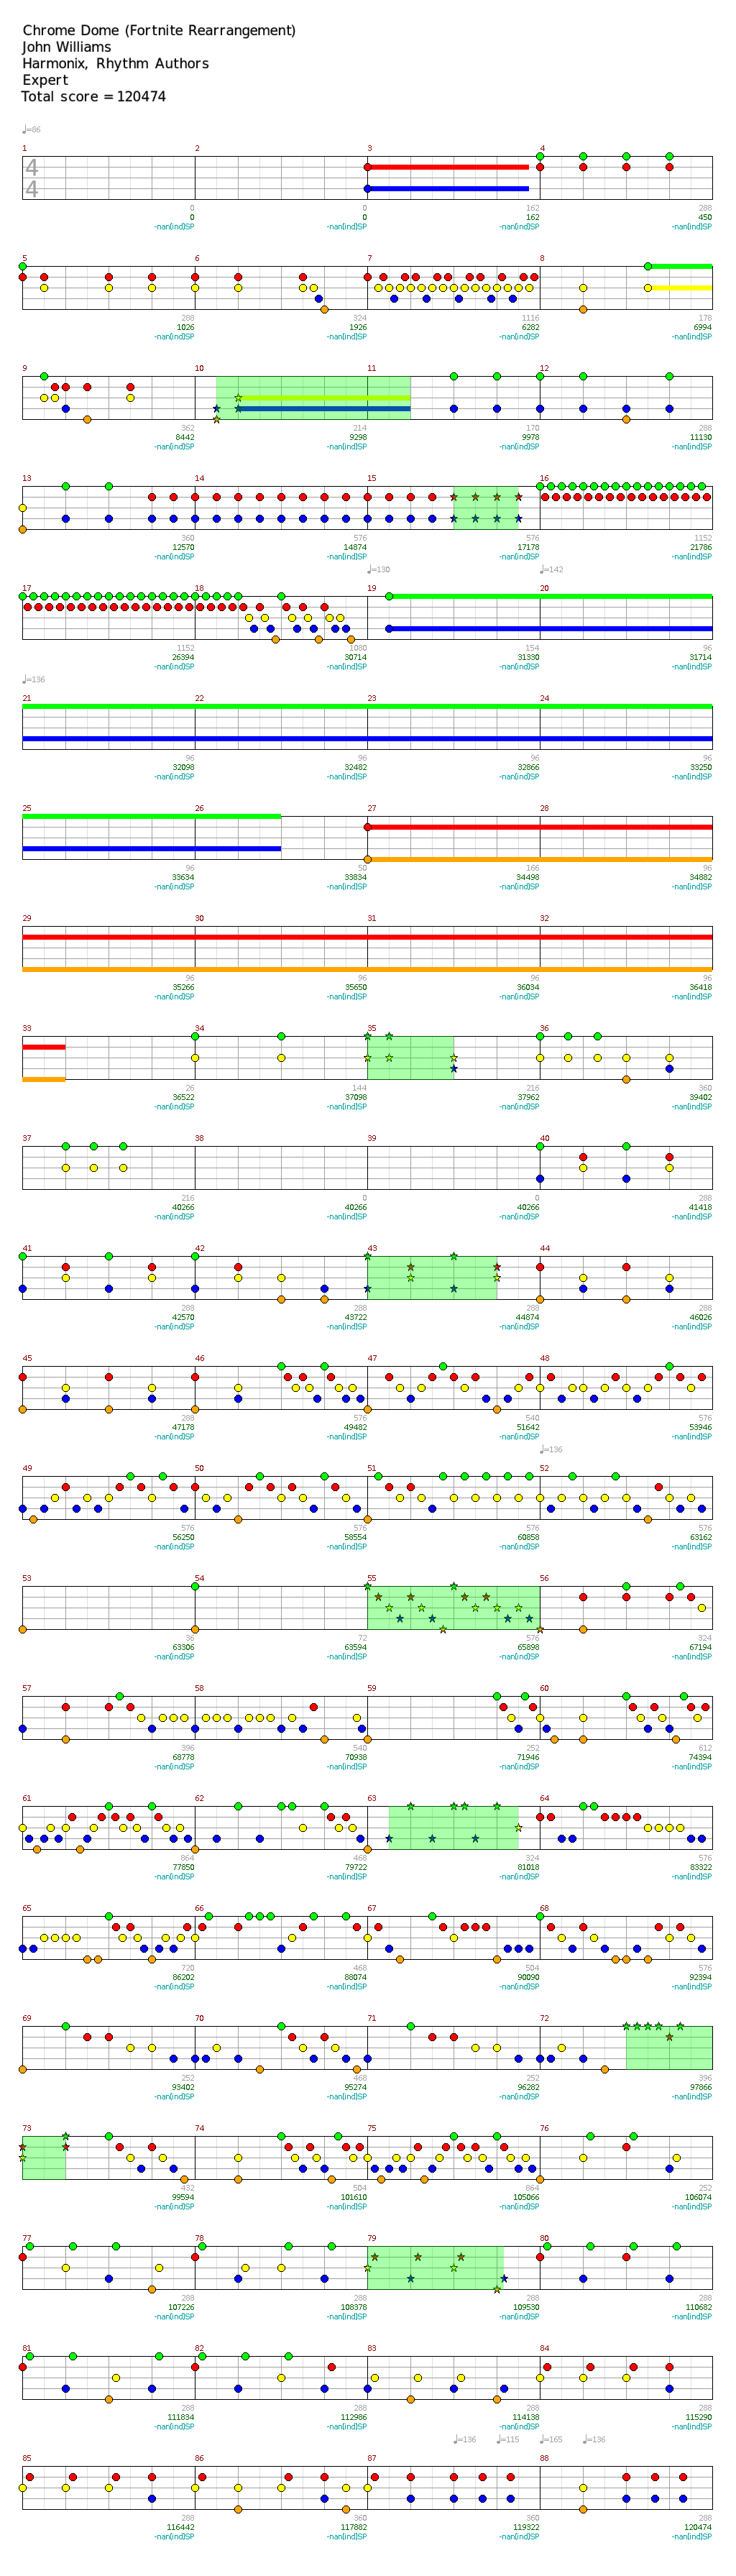 Chrome Dome (Fortnite Rearrangement)
John Williams
Harmonix, Rhythm Authors
Expert
Total score = 120474
♩=86
1 2 3 4
4
4
0 0 162 288
0 0 162 450
-nan(ind)SP -nan(ind)SP -nan(ind)SP -nan(ind)SP
5 6 7 8
288 324 1116 178
1026 1926 6282 6994
-nan(ind)SP -nan(ind)SP -nan(ind)SP -nan(ind)SP
9 10 11 12
362 214 170 288
8442 9298 9978 11130
-nan(ind)SP -nan(ind)SP -nan(ind)SP -nan(ind)SP
13 14 15 16
360 576 576 1152
12570 14874 17178 21786
-nan(ind)SP -nan(ind)SP -nan(ind)SP -nan(ind)SP
♩=130 ♩=142
17 18 19 20
1152 1080 154 96
26394 30714 31330 31714
-nan(ind)SP -nan(ind)SP -nan(ind)SP -nan(ind)SP
♩=136
21 22 23 24
96 96 96 96
32098 32482 32866 33250
-nan(ind)SP -nan(ind)SP -nan(ind)SP -nan(ind)SP
25 26 27 28
96 50 166 96
33634 33834 34498 34882
-nan(ind)SP -nan(ind)SP -nan(ind)SP -nan(ind)SP
29 30 31 32
96 96 96 96
35266 35650 36034 36418
-nan(ind)SP -nan(ind)SP -nan(ind)SP -nan(ind)SP
33 34 35 36
26 144 216 360
36522 37098 37962 39402
-nan(ind)SP -nan(ind)SP -nan(ind)SP -nan(ind)SP
37 38 39 40
216 0 0 288
40266 40266 40266 41418
-nan(ind)SP -nan(ind)SP -nan(ind)SP -nan(ind)SP
41 42 43 44
288 288 288 288
42570 43722 44874 46026
-nan(ind)SP -nan(ind)SP -nan(ind)SP -nan(ind)SP
45 46 47 48
288 576 540 576
47178 49482 51642 53946
-nan(ind)SP -nan(ind)SP -nan(ind)SP -nan(ind)SP
♩=136
49 50 51 52
576 576 576 576
56250 58554 60858 63162
-nan(ind)SP -nan(ind)SP -nan(ind)SP -nan(ind)SP
53 54 55 56
36 72 576 324
63306 63594 65898 67194
-nan(ind)SP -nan(ind)SP -nan(ind)SP -nan(ind)SP
57 58 59 60
396 540 252 612
68778 70938 71946 74394
-nan(ind)SP -nan(ind)SP -nan(ind)SP -nan(ind)SP
61 62 63 64
864 468 324 576
77850 79722 81018 83322
-nan(ind)SP -nan(ind)SP -nan(ind)SP -nan(ind)SP
65 66 67 68
720 468 504 576
86202 88074 90090 92394
-nan(ind)SP -nan(ind)SP -nan(ind)SP -nan(ind)SP
69 70 71 72
252 468 252 396
93402 95274 96282 97866
-nan(ind)SP -nan(ind)SP -nan(ind)SP -nan(ind)SP
73 74 75 76
432 504 864 252
99594 101610 105066 106074
-nan(ind)SP -nan(ind)SP -nan(ind)SP -nan(ind)SP
77 78 79 80
288 288 288 288
107226 108378 109530 110682
-nan(ind)SP -nan(ind)SP -nan(ind)SP -nan(ind)SP
81 82 83 84
288 288 288 288
111834 112986 114138 115290
-nan(ind)SP -nan(ind)SP -nan(ind)SP -nan(ind)SP
♩=136 ♩=115 ♩=165 ♩=136
85 86 87 88
288 360 360 288
116442 117882 119322 120474
-nan(ind)SP -nan(ind)SP -nan(ind)SP -nan(ind)SP